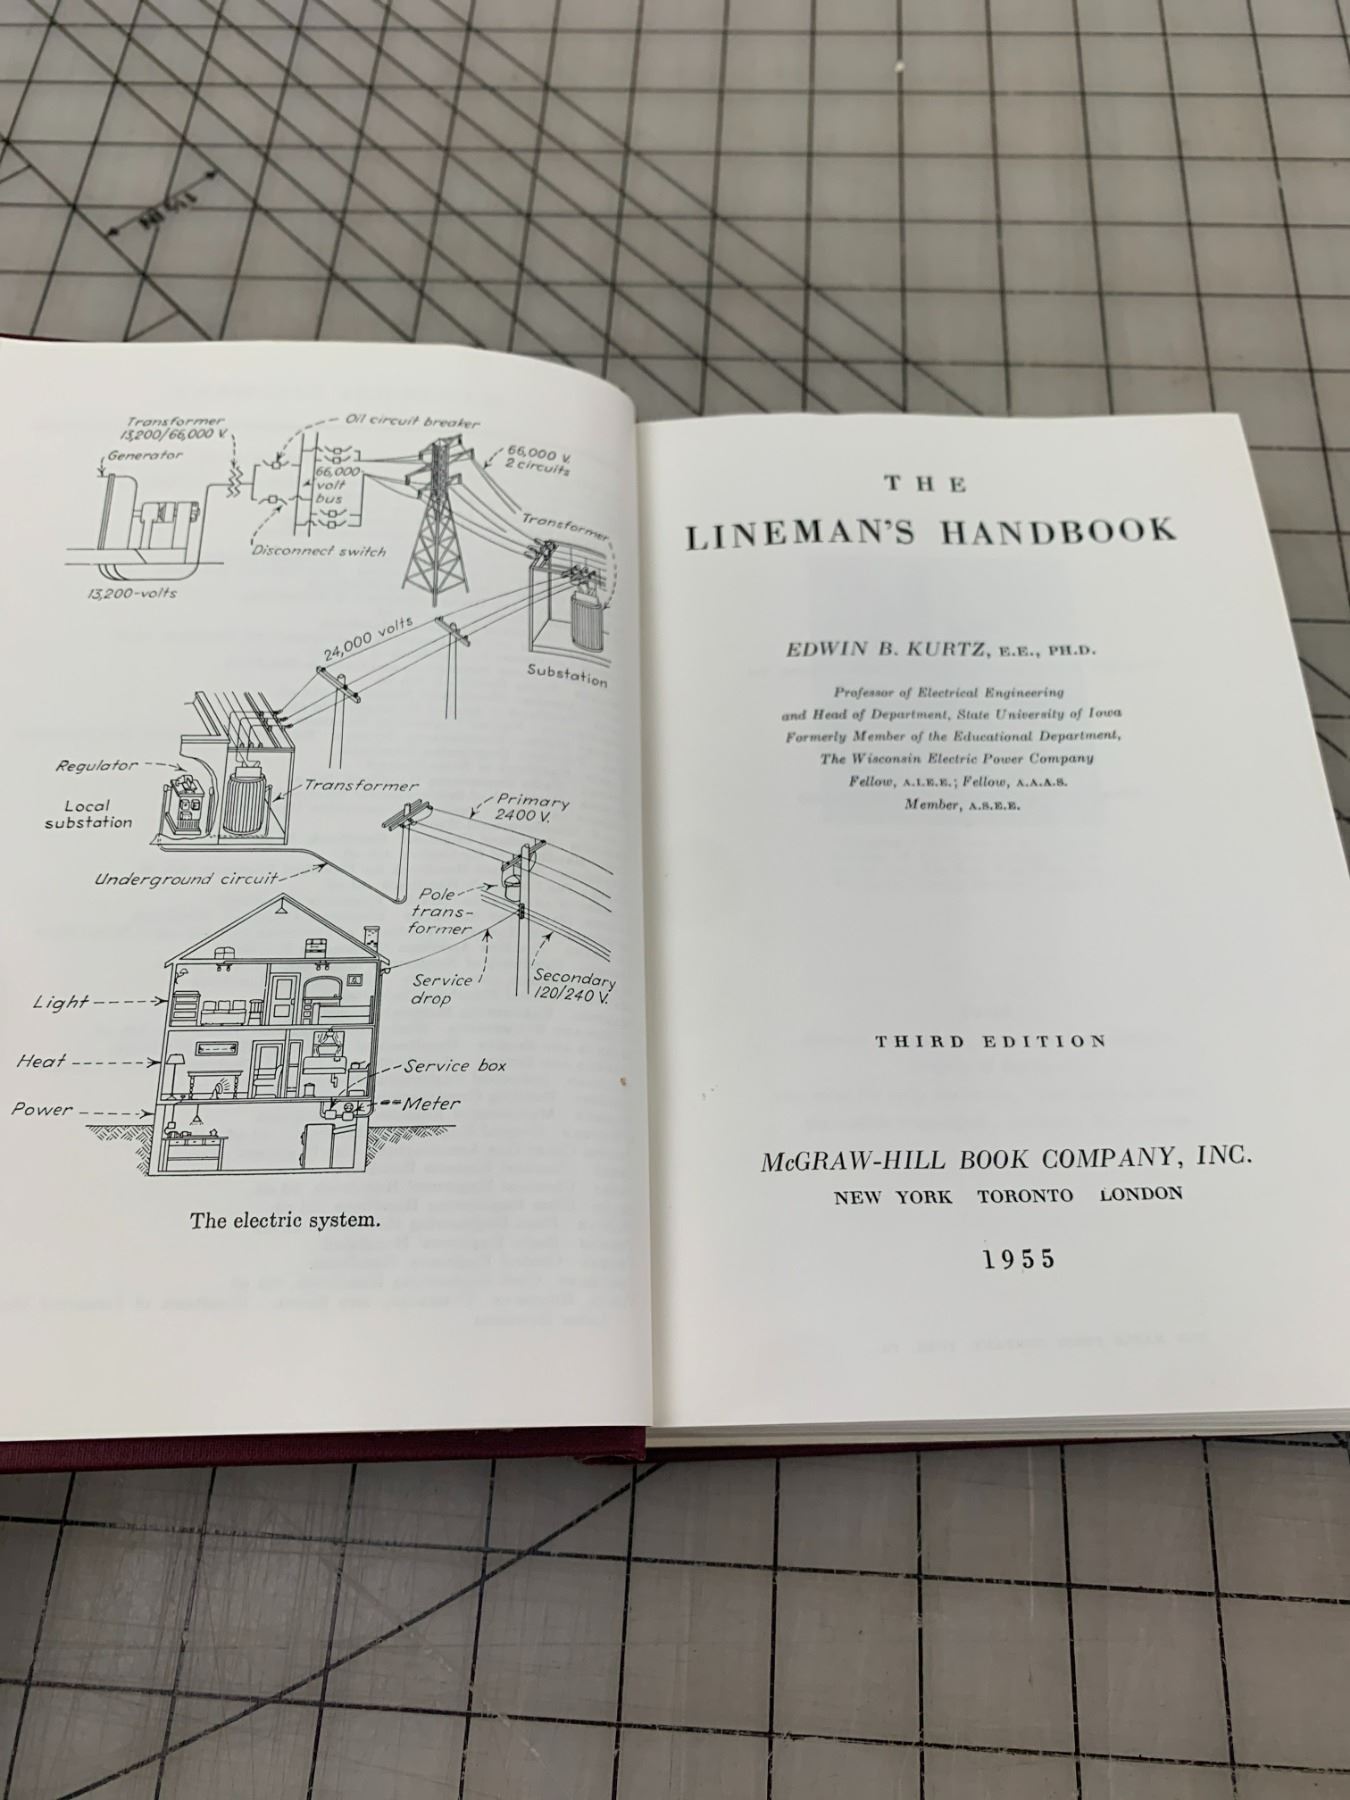 1½ IN
Transformer
13,200/66,000 V.
Generator
Oil circuit breaker
66,000-
volt
bus
66,000 V.
2 circuits
Disconnect switch
13,200-volts
Transformer
24,000 volts
Substation
Regulator
Local
substation
Transformer
Primary
2400 V.
Underground circuit
Pole
trans-
former
Service
drop
Secondary
120/240 V.
Light
Heat
Power
Service box
Meter
The electric system.
THE
LINEMAN'S HANDBOOK
EDWIN B. KURTZ, E.E., PH.D.
Professor of Electrical Engineering
and Head of Department, State University of Iowa
Formerly Member of the Educational Department,
The Wisconsin Electric Power Company
Fellow, A.I.E.E.; Fellow, A.A.A.S.
Member, A.S.E.E.
THIRD EDITION
McGRAW-HILL BOOK COMPANY, INC.
NEW YORK TORONTO LONDON
1955